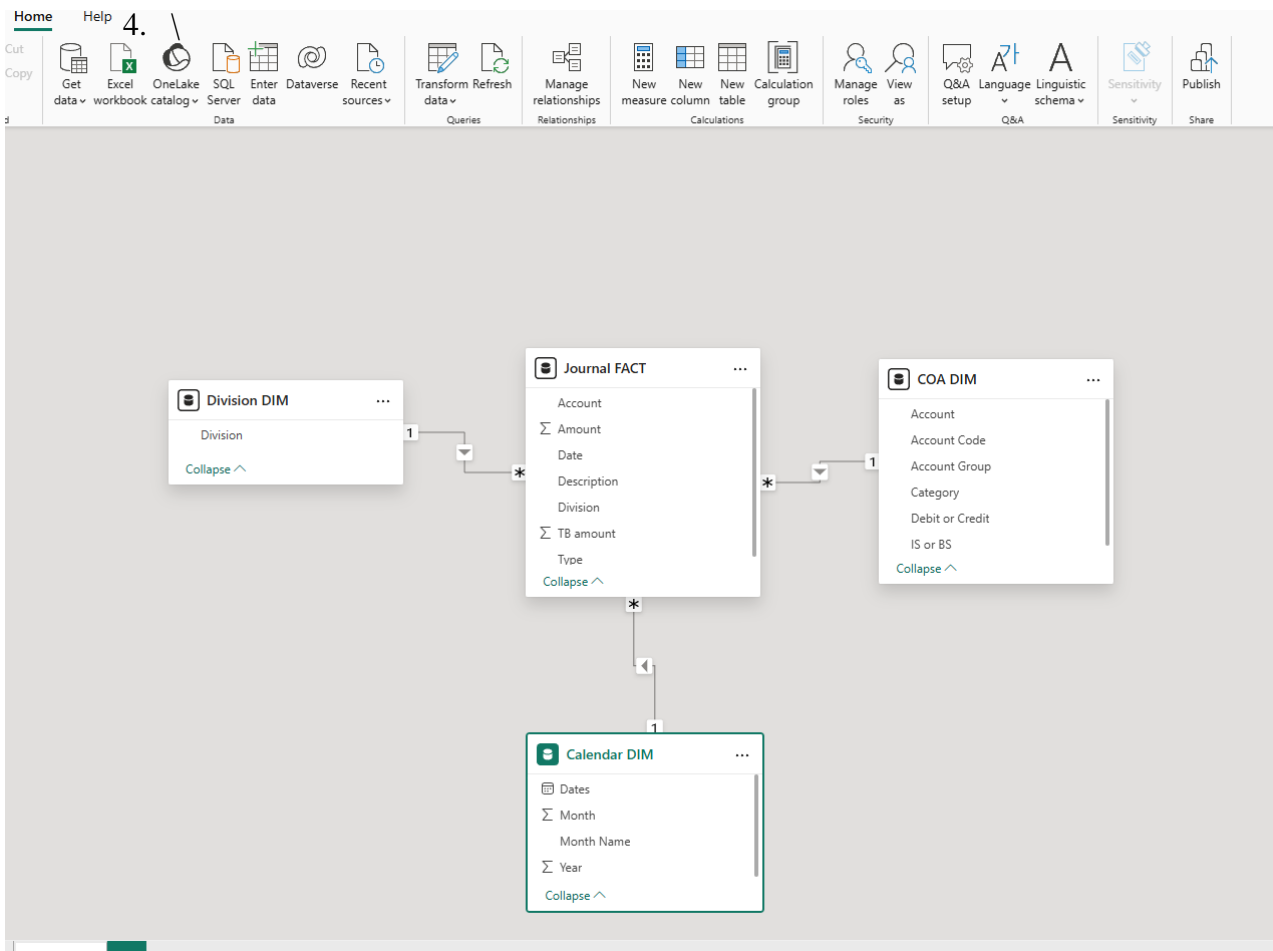 Home Help 4.
Cut
Copy
Get data Excel workbook OneLake catalog SQL Server Enter data Dataverse Recent sources Transform data Refresh Manage relationships New measure New column New table Calculation group Manage roles View as Q&A setup Language Linguistic schema Sensitivity Publish
d Data Queries Relationships Calculations Security Q&A Sensitivity Share
Journal FACT ...
Account
Σ Amount
Date
Description
Division
Σ TB amount
Type
Collapse
Division DIM ...
Division
Collapse
COA DIM ...
Account
Account Code
Account Group
Category
Debit or Credit
IS or BS
Collapse
1
*
*
1
*
1
Calendar DIM ...
Dates
Σ Month
Month Name
Σ Year
Collapse